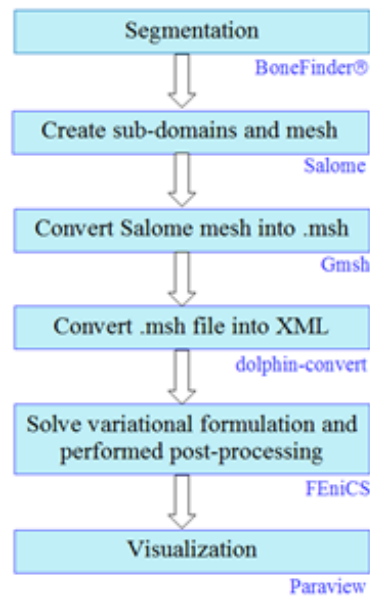 Segmentation
BoneFinder®
Create sub-domains and mesh
Salome
Convert Salome mesh into .msh
Gmsh
Convert .msh file into XML
dolphin-convert
Solve variational formulation and
performed post-processing
FEniCS
Visualization
Paraview